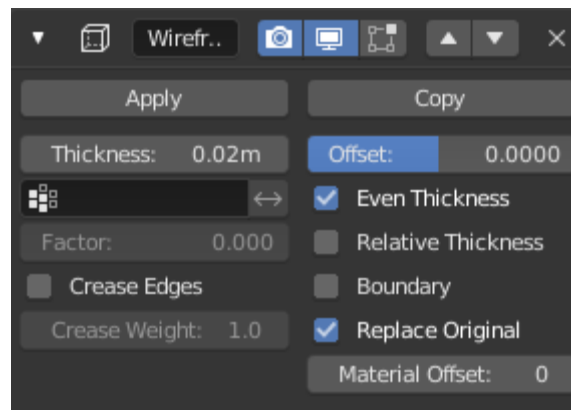 Wirefr..
Apply Copy
Thickness: 0.02m Offset: 0.0000
Even Thickness
Factor: 0.000 Relative Thickness
Crease Edges Boundary
Crease Weight: 1.0 Replace Original
Material Offset: 0